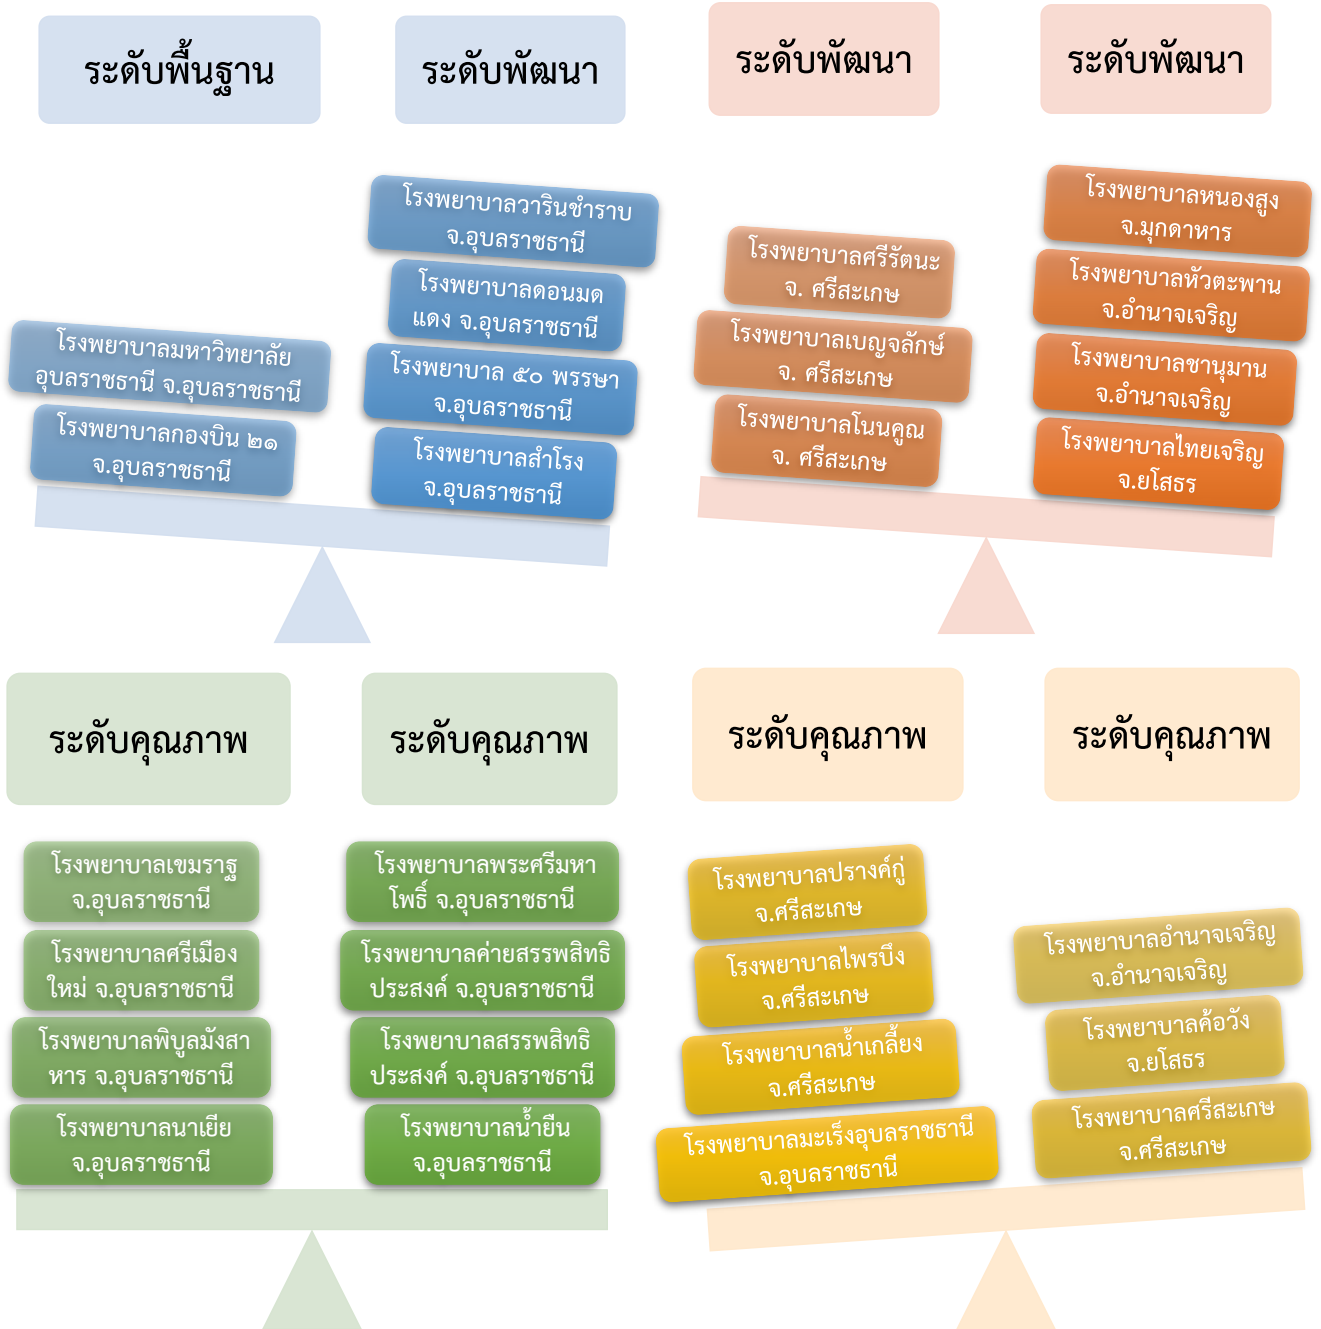 ระดับพื้นฐาน
ระดับพัฒนา
โรงพยาบาลมหาวิทยาลัย
อุบลราชธานี จ.อุบลราชธานี
โรงพยาบาลกองบิน ๒๑
จ.อุบลราชธานี
โรงพยาบาลวารินชำราบ
จ.อุบลราชธานี
โรงพยาบาลดอนมด
แดง จ.อุบลราชธานี
โรงพยาบาล ๕๐ พรรษา
จ.อุบลราชธานี
โรงพยาบาลสำโรง
จ.อุบลราชธานี
ระดับพัฒนา
ระดับพัฒนา
โรงพยาบาลศรีรัตนะ
จ. ศรีสะเกษ
โรงพยาบาลเบญจลักษ์
จ. ศรีสะเกษ
โรงพยาบาลโนนคูณ
จ. ศรีสะเกษ
โรงพยาบาลหนองสูง
จ.มุกดาหาร
โรงพยาบาลหัวตะพาน
จ.อำนาจเจริญ
โรงพยาบาลชานุมาน
จ.อำนาจเจริญ
โรงพยาบาลไทยเจริญ
จ.ยโสธร
ระดับคุณภาพ
ระดับคุณภาพ
โรงพยาบาลเขมราฐ
จ.อุบลราชธานี
โรงพยาบาลศรีเมือง
ใหม่ จ.อุบลราชธานี
โรงพยาบาลพิบูลมังสา
หาร จ.อุบลราชธานี
โรงพยาบาลนาเยีย
จ.อุบลราชธานี
โรงพยาบาลพระศรีมหา
โพธิ์ จ.อุบลราชธานี
โรงพยาบาลค่ายสรรพสิทธิ
ประสงค์ จ.อุบลราชธานี
โรงพยาบาลสรรพสิทธิ
ประสงค์ จ.อุบลราชธานี
โรงพยาบาลน้ำยืน
จ.อุบลราชธานี
ระดับคุณภาพ
ระดับคุณภาพ
โรงพยาบาลปรางค์กู่
จ.ศรีสะเกษ
โรงพยาบาลไพรบึง
จ.ศรีสะเกษ
โรงพยาบาลน้ำเกลี้ยง
จ.ศรีสะเกษ
โรงพยาบาลมะเร็งอุบลราชธานี
จ.อุบลราชธานี
โรงพยาบาลอำนาจเจริญ
จ.อำนาจเจริญ
โรงพยาบาลค้อวัง
จ.ยโสธร
โรงพยาบาลศรีสะเกษ
จ.ศรีสะเกษ